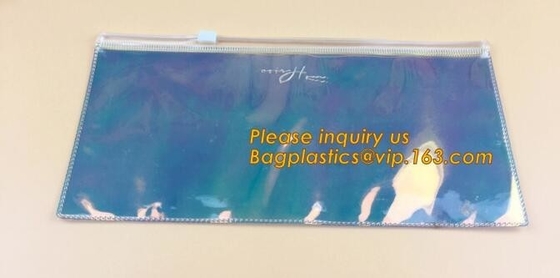 Please inquiry us
Bagplastics@vip.163.com